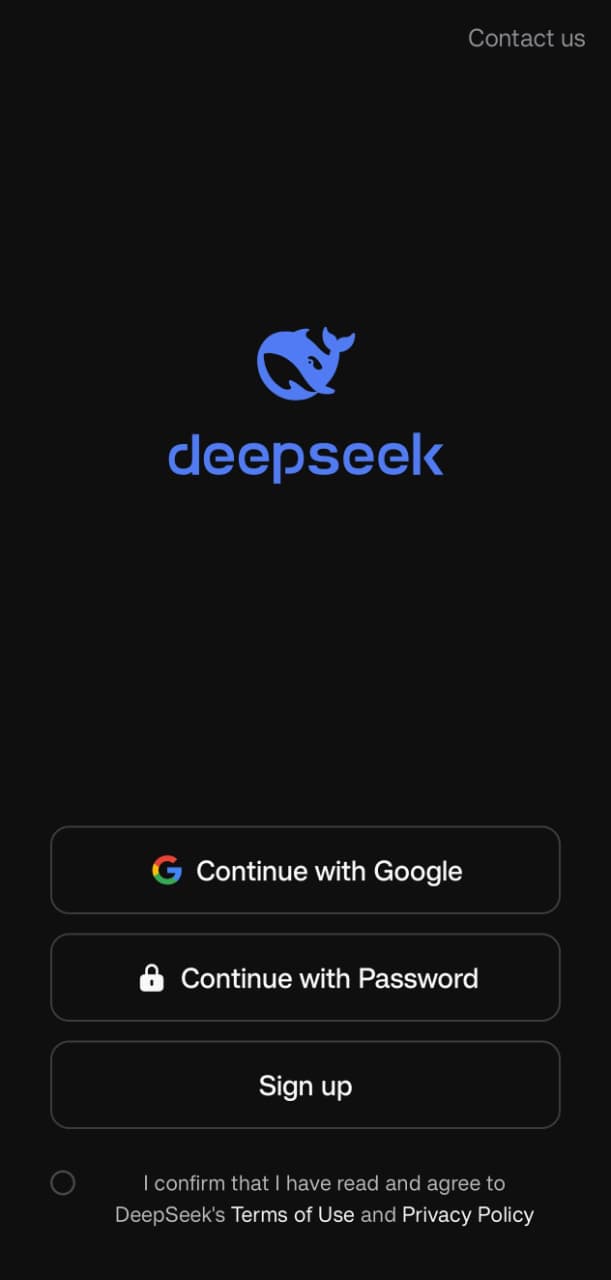 Contact us
deepseek
Continue with Google
Continue with Password
Sign up
I confirm that I have read and agree to
DeepSeek's Terms of Use and Privacy Policy